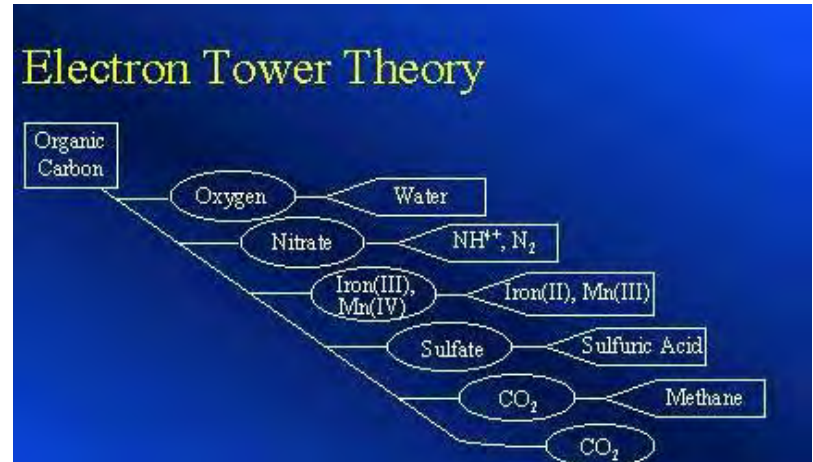 Electron Tower Theory
Organic
Carbon
Oxygen
Water
Nitrate
NH⁴⁺, N₂
Iron(III),
Mn(IV)
Iron(II), Mn(III)
Sulfate
Sulfuric Acid
CO₂
Methane
CO₂